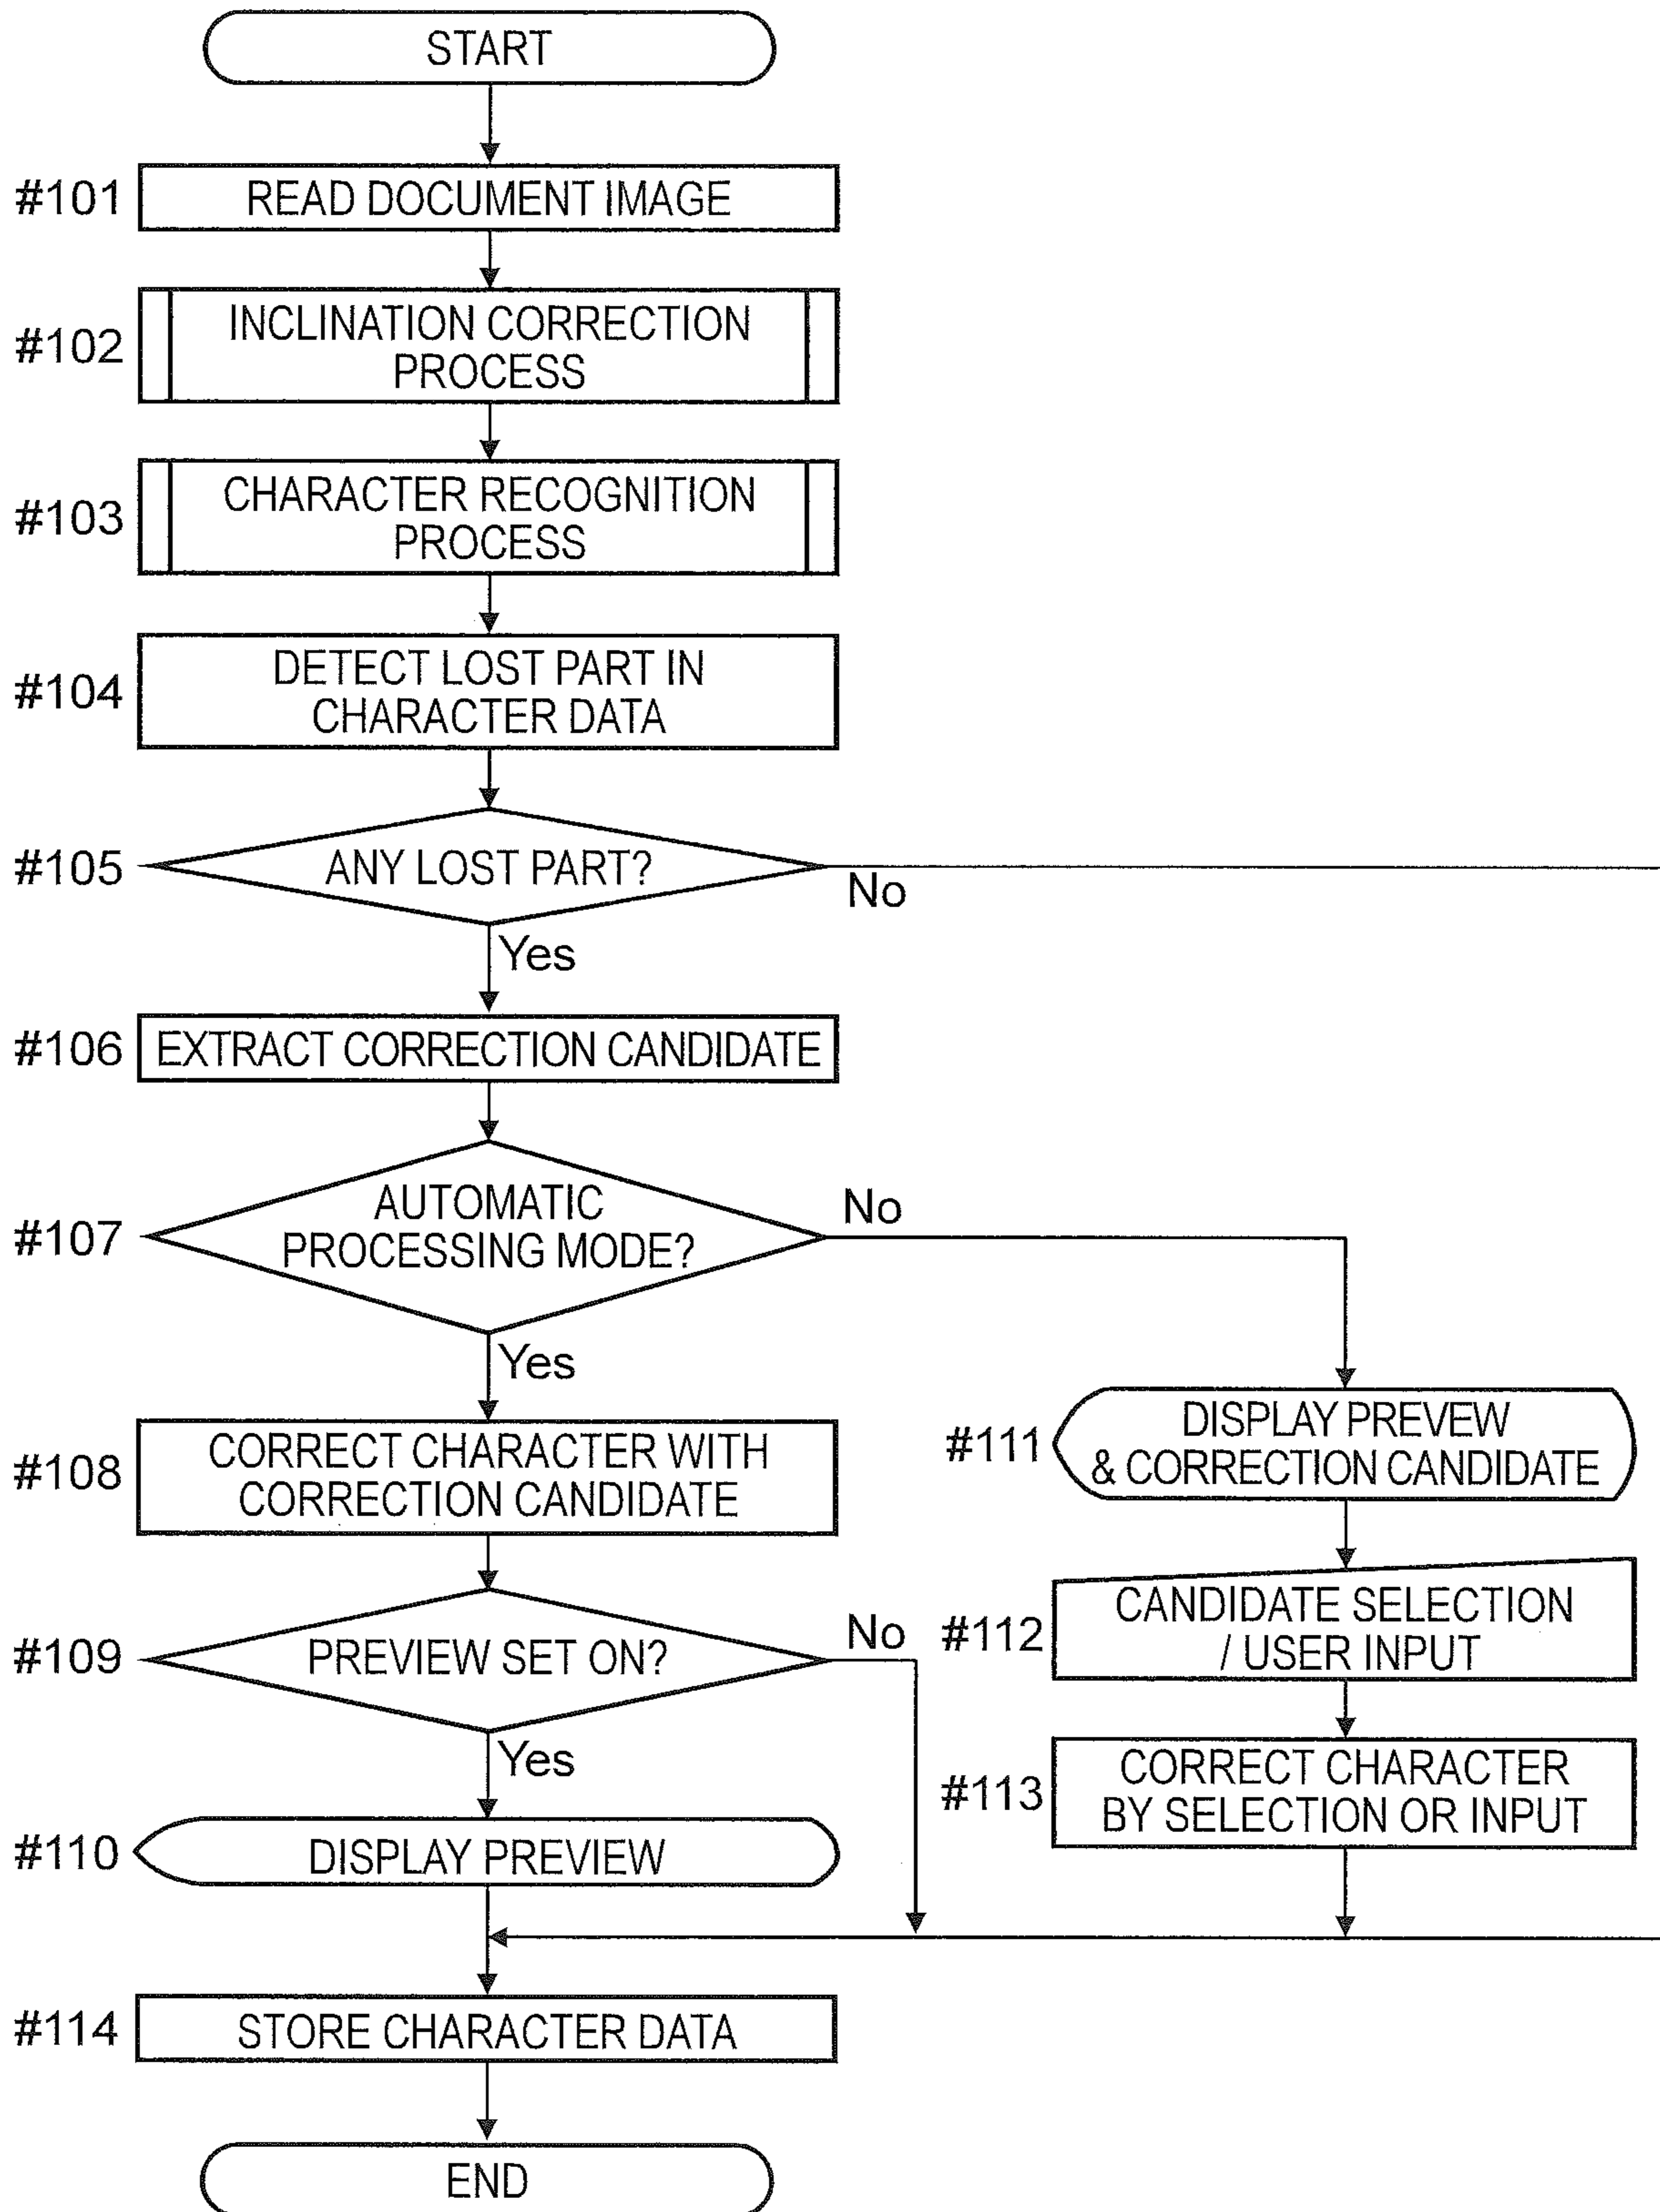 START
#101 READ DOCUMENT IMAGE
#102 INCLINATION CORRECTION
PROCESS
#103 CHARACTER RECOGNITION
PROCESS
#104 DETECT LOST PART IN
CHARACTER DATA
#105 ANY LOST PART?
No
Yes
#106 EXTRACT CORRECTION CANDIDATE
#107 AUTOMATIC
PROCESSING MODE?
No
Yes
#108 CORRECT CHARACTER WITH
CORRECTION CANDIDATE
#109 PREVIEW SET ON?
No
Yes
#110 DISPLAY PREVIEW
#111 DISPLAY PREVEW
& CORRECTION CANDIDATE
#112 CANDIDATE SELECTION
/ USER INPUT
#113 CORRECT CHARACTER
BY SELECTION OR INPUT
#114 STORE CHARACTER DATA
END